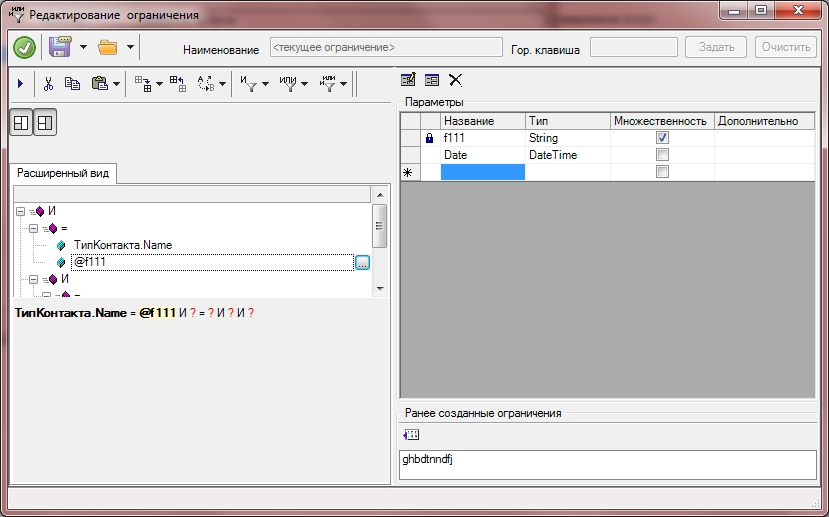 Редактирование ограничения
Наименование <текущее ограничение> Гор. клавиша Задать Очистить
И ИЛИ ИЛИ
Расширенный вид
И
=
ТипКонтакта.Name
@f111
...
И
=
ТипКонтакта.Name = @f111 И ? = ? И ? И ?
Параметры
Название Тип Множественность Дополнительно
f111 String
Date DateTime
Ранее созданные ограничения
ghbdtnndfj